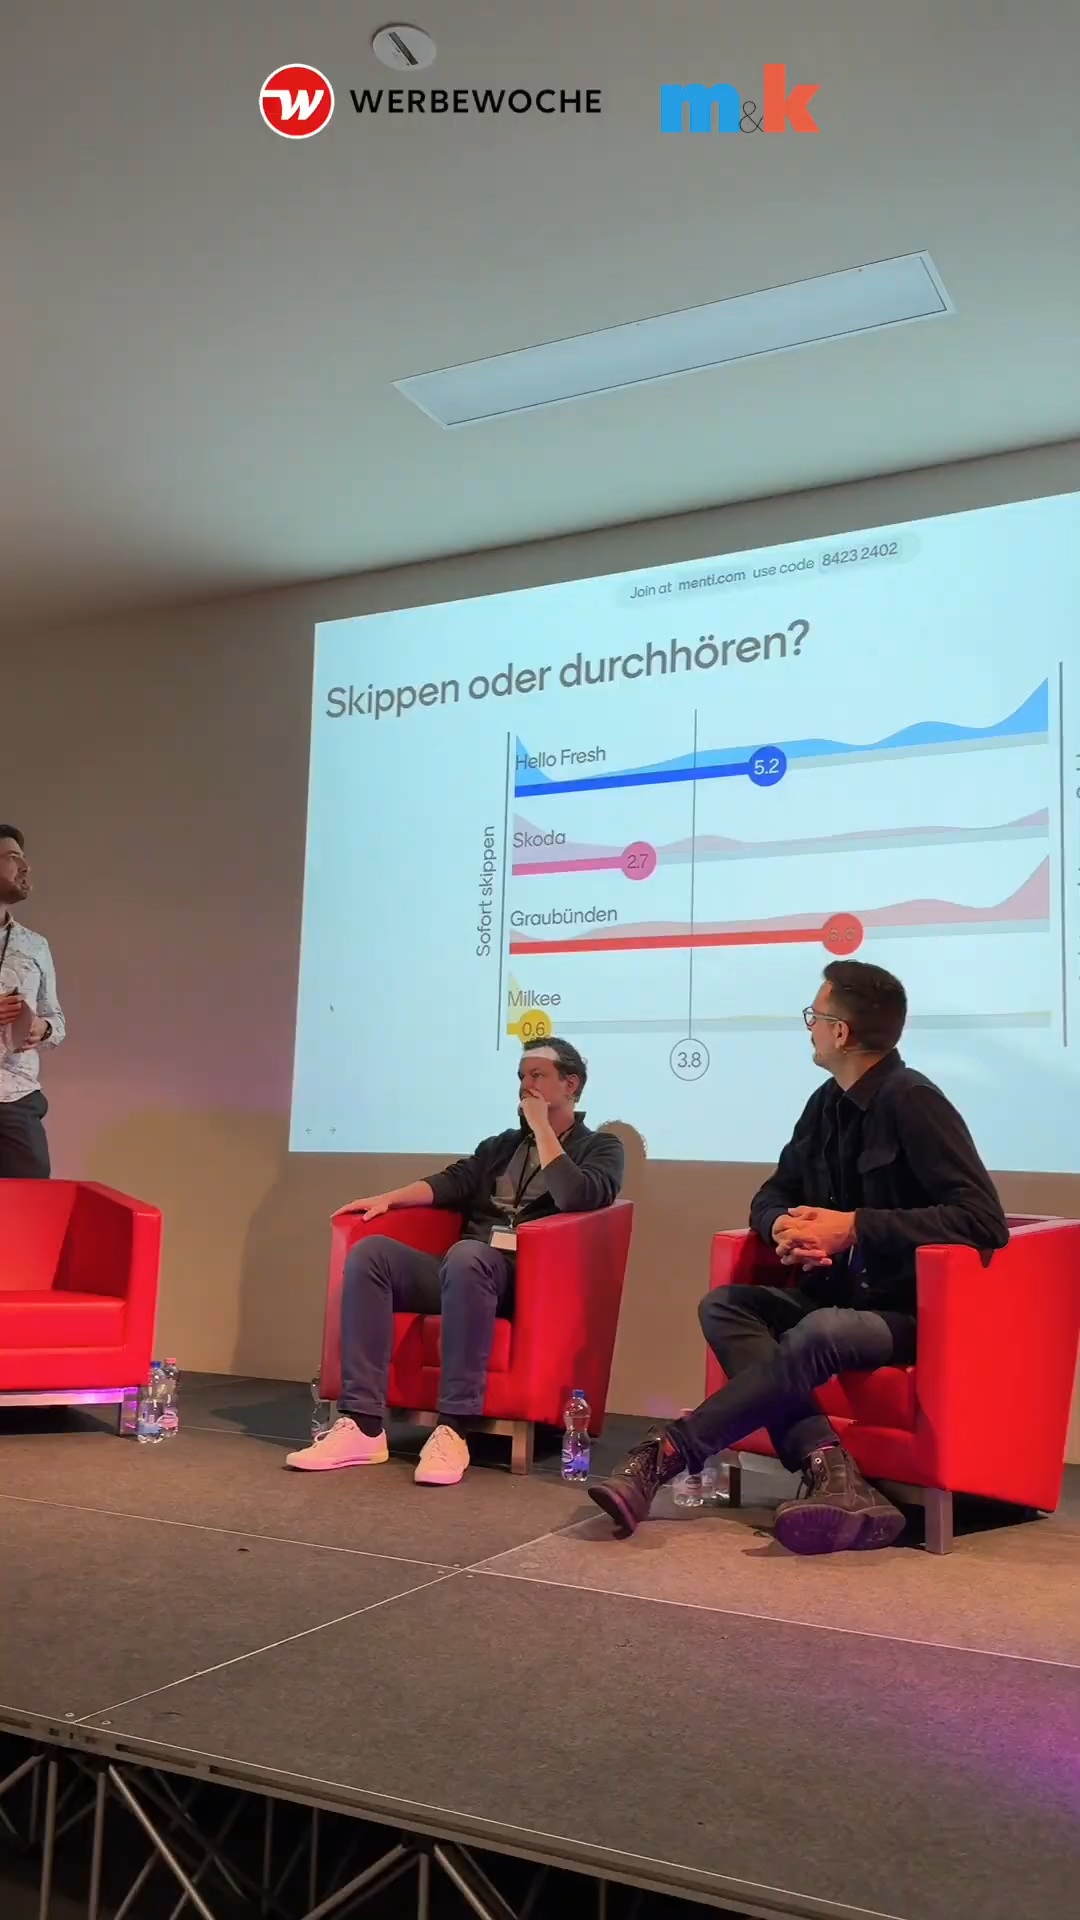 WERBEWOCHE
m&k
Join at menti.com use code 8423 2402
Skippen oder durchhören?
Sofort skippen
Hello Fresh
5.2
Skoda
2.7
Graubünden
Milkee
0.6
3.8